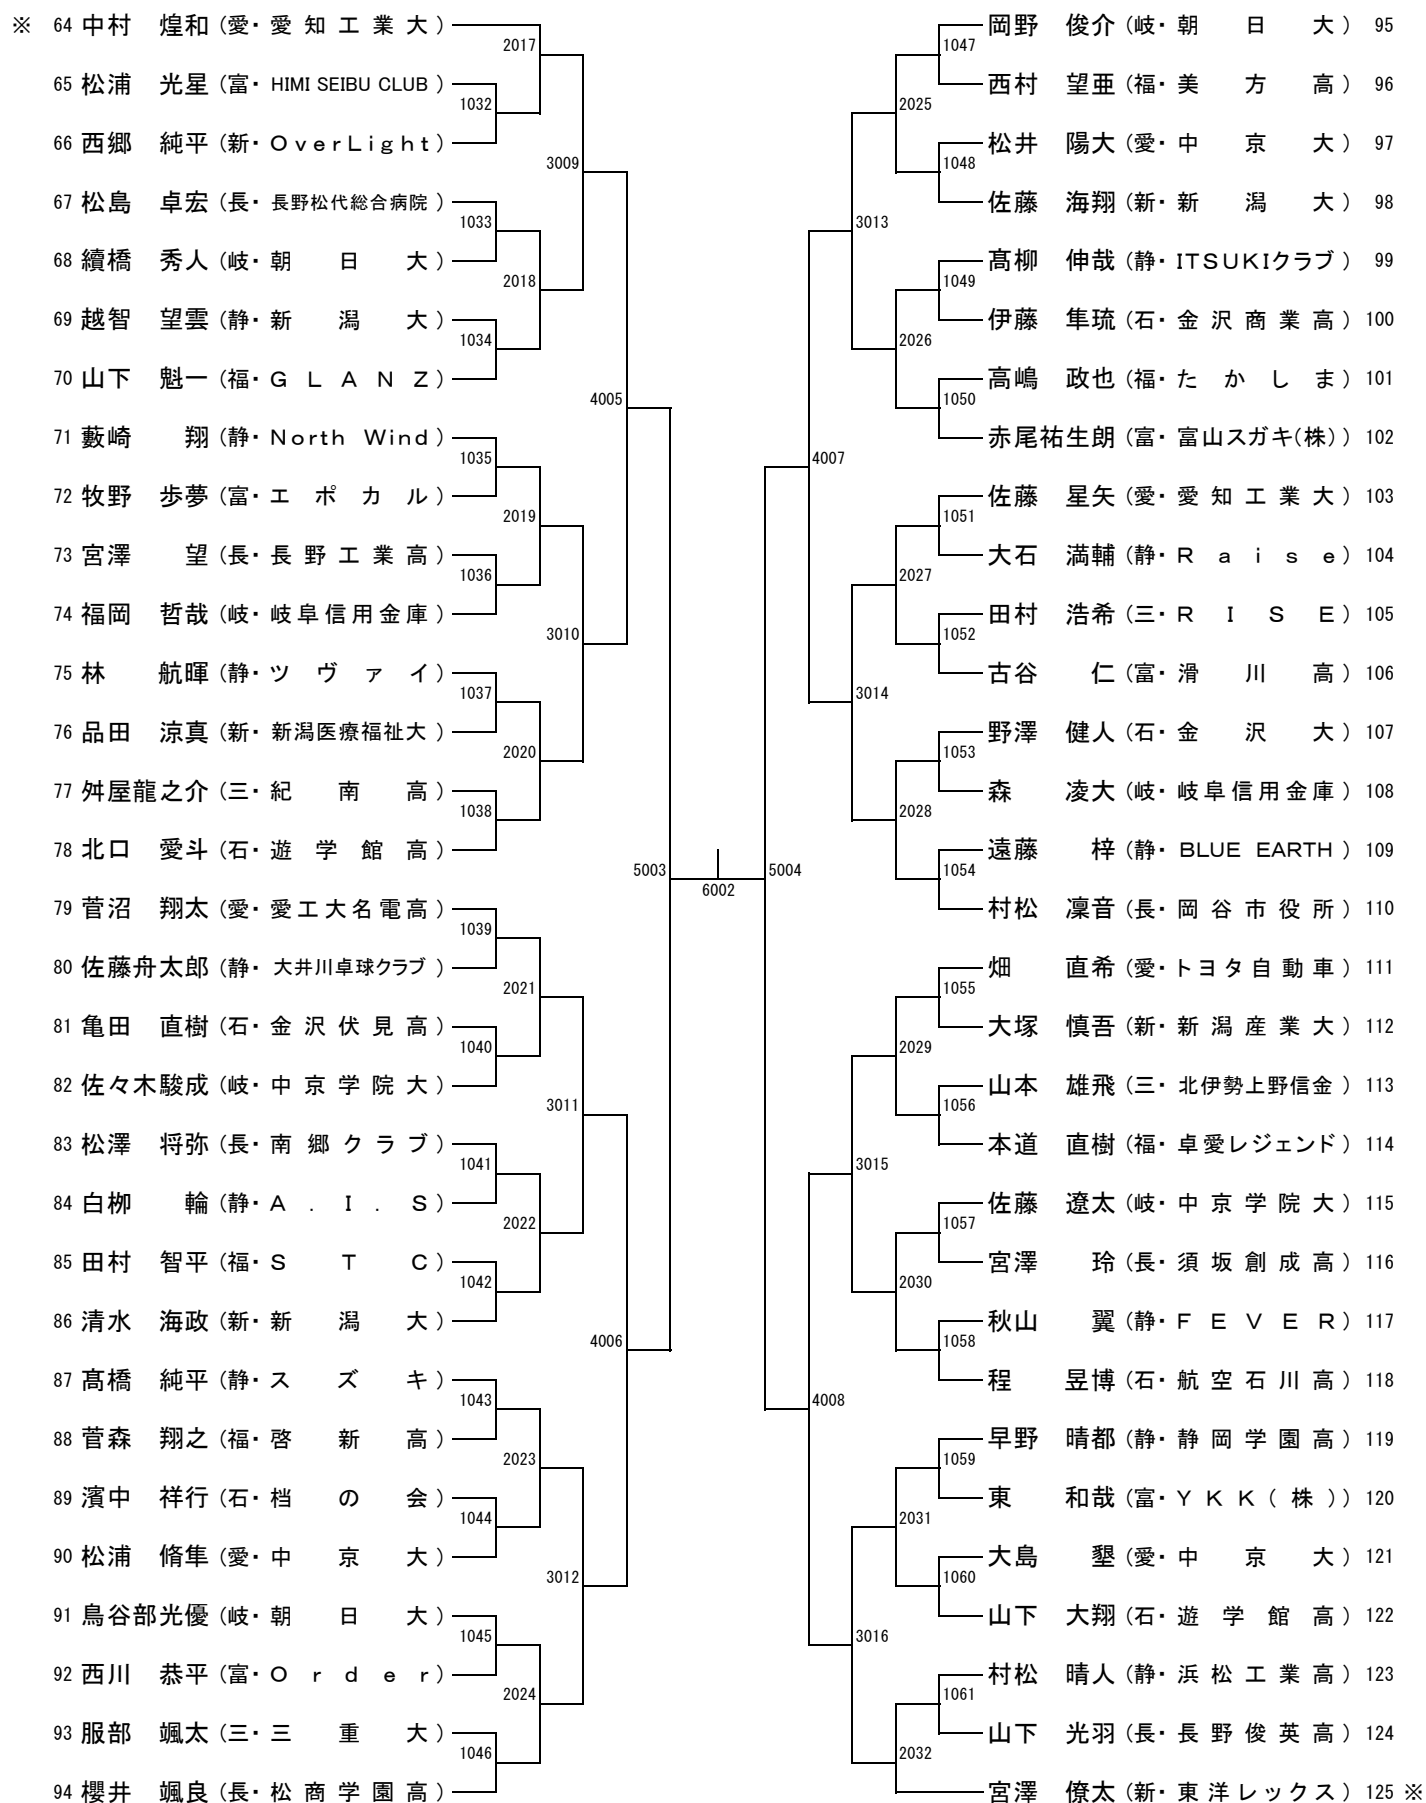 ※ 64 中村 煌和 (愛・愛知工業大)
65 松浦 光星 (富・HIMI SEIBU CLUB)
66 西郷 純平 (新・OverLight)
67 松島 卓宏 (長・長野松代総合病院)
68 續橋 秀人 (岐・朝日大)
69 越智 望雲 (静・新潟大)
70 山下 魁一 (福・GLANZ)
71 藪崎 翔 (静・North Wind)
72 牧野 歩夢 (富・エポカル)
73 宮澤 望 (長・長野工業高)
74 福岡 哲哉 (岐・岐阜信用金庫)
75 林 航暉 (静・ツヴァイ)
76 品田 涼真 (新・新潟医療福祉大)
77 舛屋龍之介 (三・紀南高)
78 北口 愛斗 (石・遊学館高)
79 菅沼 翔太 (愛・愛工大名電高)
80 佐藤舟太郎 (静・大井川卓球クラブ)
81 亀田 直樹 (石・金沢伏見高)
82 佐々木駿成 (岐・中京学院大)
83 松澤 将弥 (長・南郷クラブ)
84 白栁 輪 (静・A.I.S)
85 田村 智平 (福・STC)
86 清水 海政 (新・新潟大)
87 髙橋 純平 (静・スズキ)
88 菅森 翔之 (福・啓新高)
89 濱中 祥行 (石・档の会)
90 松浦 脩隼 (愛・中京大)
91 鳥谷部光優 (岐・朝日大)
92 西川 恭平 (富・Order)
93 服部 颯太 (三・三重大)
94 櫻井 颯良 (長・松商学園高)
1032
1033
1034
1035
1036
1037
1038
1039
1040
1041
1042
1043
1044
1045
1046
2017
2018
2019
2020
2021
2022
2023
2024
3009
3010
3011
3012
4005
4006
5003
6002
5004
4007
4008
3013
3014
3015
3016
2025
2026
2027
2028
2029
2030
2031
2032
1047
1048
1049
1050
1051
1052
1053
1054
1055
1056
1057
1058
1059
1060
1061
岡野 俊介 (岐・朝日大) 95
西村 望亜 (福・美方高) 96
松井 陽大 (愛・中京大) 97
佐藤 海翔 (新・新潟大) 98
髙柳 伸哉 (静・ITSUKIクラブ) 99
伊藤 隼琉 (石・金沢商業高) 100
高嶋 政也 (福・たかしま) 101
赤尾祐生朗 (富・富山スガキ(株)) 102
佐藤 星矢 (愛・愛知工業大) 103
大石 満輔 (静・Raise) 104
田村 浩希 (三・RISE) 105
古谷 仁 (富・滑川高) 106
野澤 健人 (石・金沢大) 107
森 凌大 (岐・岐阜信用金庫) 108
遠藤 梓 (静・BLUE EARTH) 109
村松 凜音 (長・岡谷市役所) 110
畑 直希 (愛・トヨタ自動車) 111
大塚 慎吾 (新・新潟産業大) 112
山本 雄飛 (三・北伊勢上野信金) 113
本道 直樹 (福・卓愛レジェンド) 114
佐藤 遼太 (岐・中京学院大) 115
宮澤 玲 (長・須坂創成高) 116
秋山 翼 (静・FEVER) 117
程 昱博 (石・航空石川高) 118
早野 晴都 (静・静岡学園高) 119
東 和哉 (富・YKK(株)) 120
大島 墾 (愛・中京大) 121
山下 大翔 (石・遊学館高) 122
村松 晴人 (静・浜松工業高) 123
山下 光羽 (長・長野俊英高) 124
宮澤 僚太 (新・東洋レックス) 125 ※